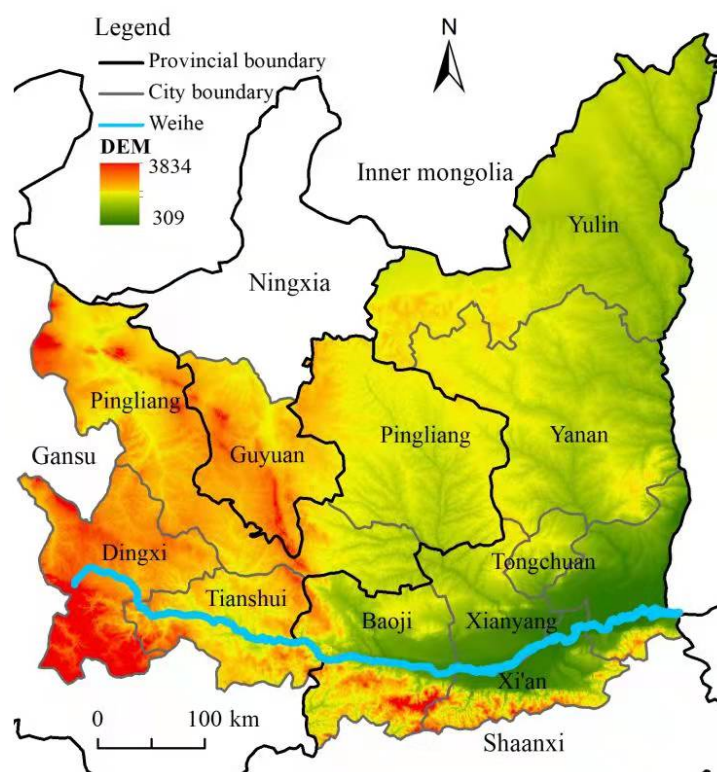 Legend
Provincial boundary
City boundary
Weihe
DEM
3834
309
N
Inner mongolia
Yulin
Ningxia
Pingliang
Guyuan
Pingliang
Yanan
Gansu
Dingxi
Tongchuan
Tianshui
Baoji
Xianyang
Xi'an
0 100 km
Shaanxi